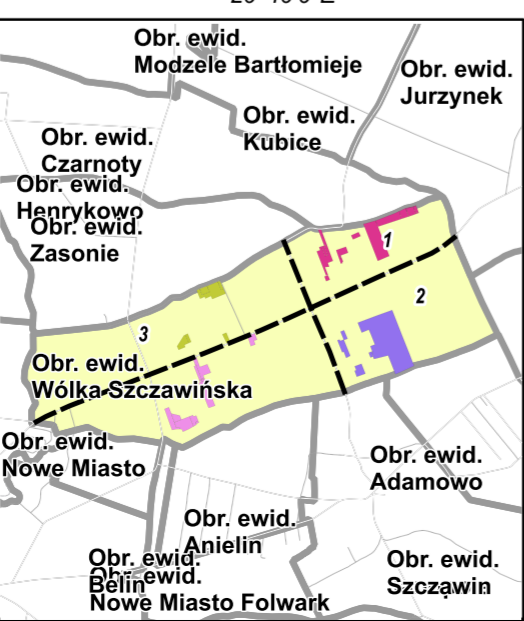 Obr. ewid.
Modzele Bartłomieje
Obr. ewid.
Jurzynek
Obr. ewid.
Kubice
Obr. ewid.
Czarnoty
Obr. ewid.
Henrykowo
Obr. ewid.
Zasonie
1
2
3
Obr. ewid.
Wólka Szczawińska
Obr. ewid.
Nowe Miasto
Obr. ewid.
Adamowo
Obr. ewid.
Anielin
Obr. ewid.
Belin
Obr. ewid.
Nowe Miasto Folwark
Obr. ewid.
Szczawin